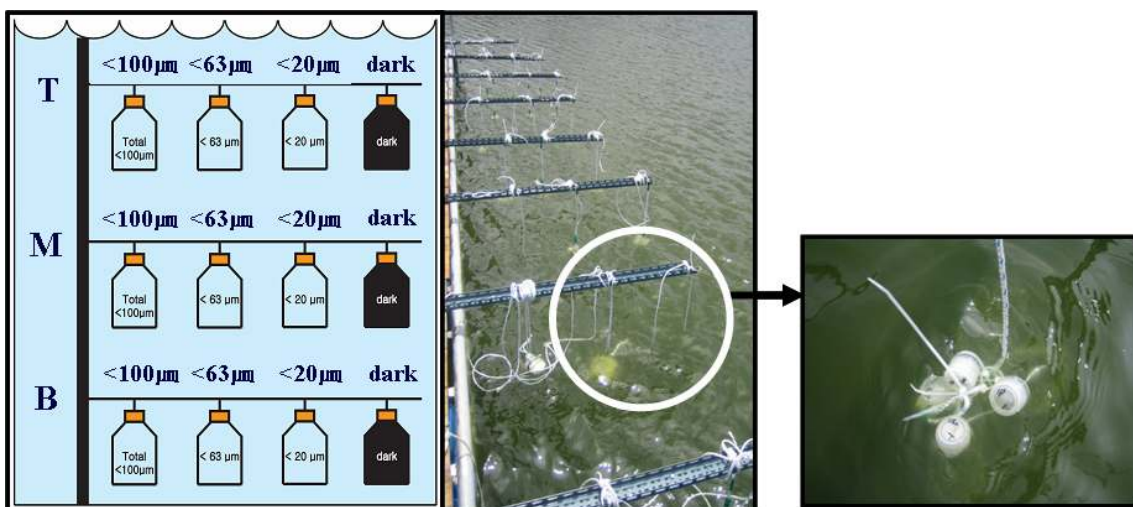 <100㎛ <63㎛ <20㎛ dark
T
Total
<100㎛
< 63 ㎛
< 20 ㎛
dark
<100㎛ <63㎛ <20㎛ dark
M
Total
<100㎛
< 63 ㎛
< 20 ㎛
dark
<100㎛ <63㎛ <20㎛ dark
B
Total
<100㎛
< 63 ㎛
< 20 ㎛
dark